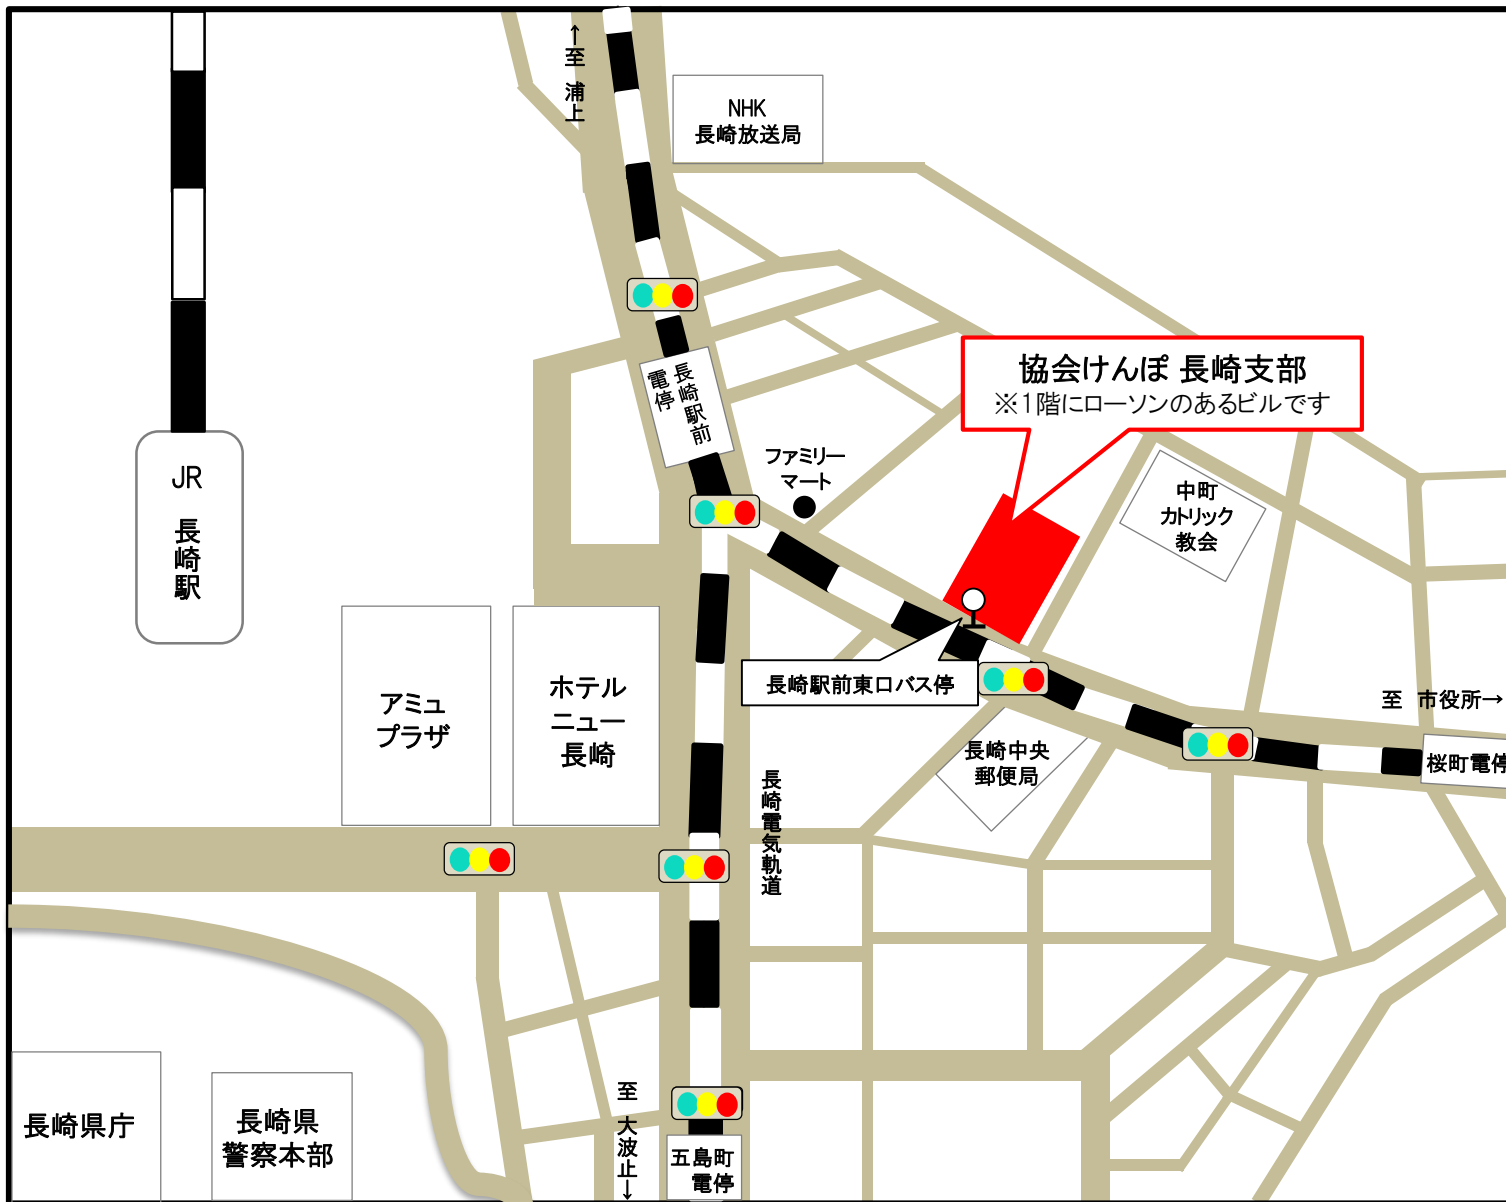 ←至 浦上
NHK
長崎放送局
協会けんぽ 長崎支部
※1階にローソンのあるビルです
長崎駅前
電停
ファミリー
マート
JR
長崎駅
中町
カトリック
教会
長崎駅前東口バス停
アミュ
プラザ
ホテル
ニュー
長崎
至 市役所→
長崎中央
郵便局
桜町電停
長崎電気軌道
長崎県庁
長崎県
警察本部
至 大波止→
五島町
電停